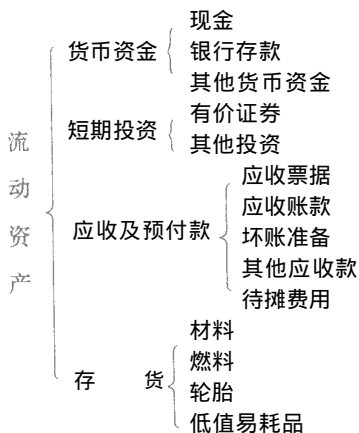 流动资产
货币资金
现金
银行存款
其他货币资金
短期投资
有价证券
其他投资
应收及预付款
应收票据
应收账款
坏账准备
其他应收款
待摊费用
存 货
材料
燃料
轮胎
低值易耗品